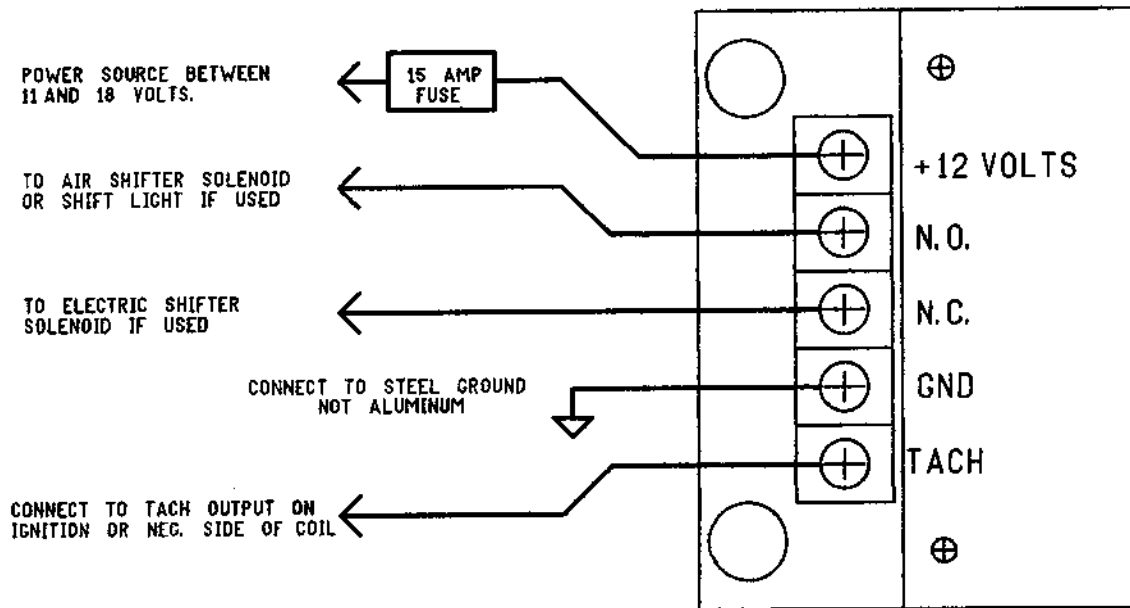 POWER SOURCE BETWEEN
11 AND 18 VOLTS.
15 AMP
FUSE
+12 VOLTS
TO AIR SHIFTER SOLENOID
OR SHIFT LIGHT IF USED
N.O.
TO ELECTRIC SHIFTER
SOLENOID IF USED
N.C.
CONNECT TO STEEL GROUND
NOT ALUMINUM
GND
TACH
CONNECT TO TACH OUTPUT ON
IGNITION OR NEG. SIDE OF COIL